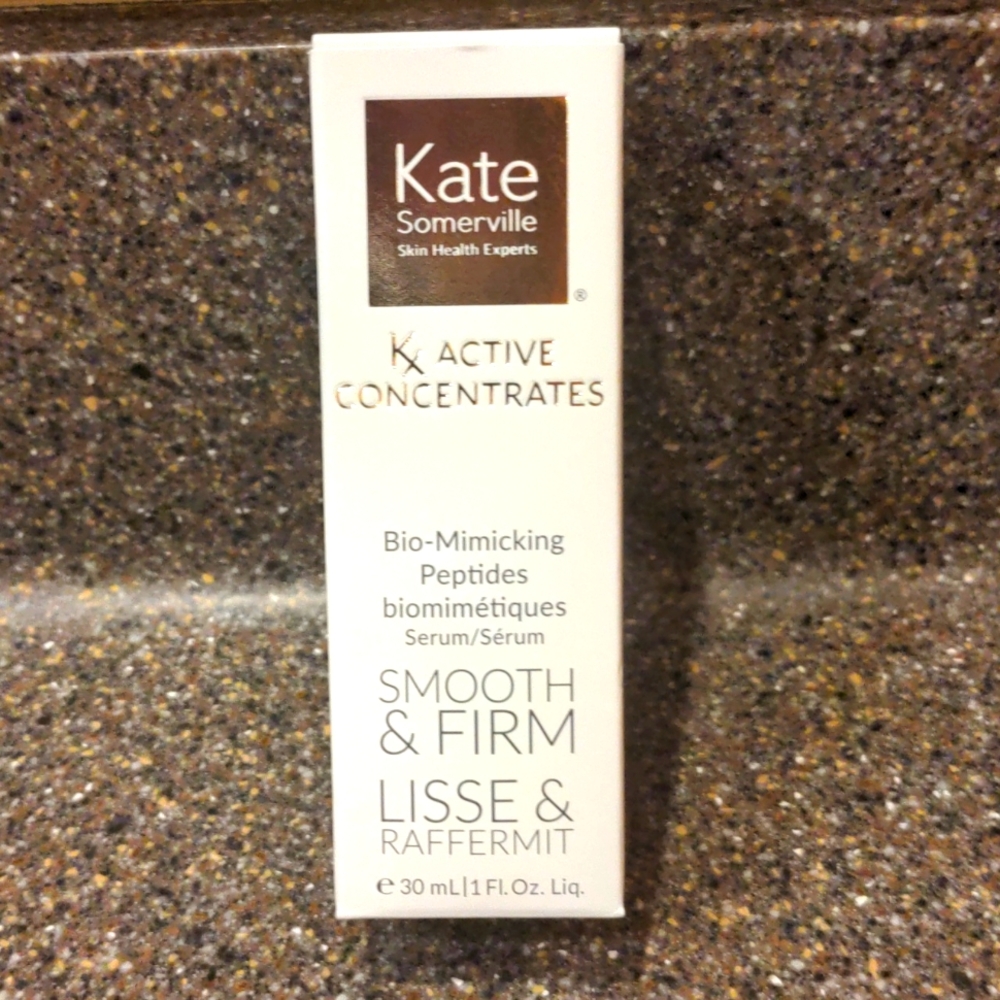 Kate
Somerville
Skin Health Experts
®
Kx ACTIVE
CONCENTRATES
Bio-Mimicking
Peptides
biomimétiques
Serum/Sérum
SMOOTH
& FIRM
LISSE &
RAFFERMIT
℮ 30 mL|1 Fl. Oz. Liq.